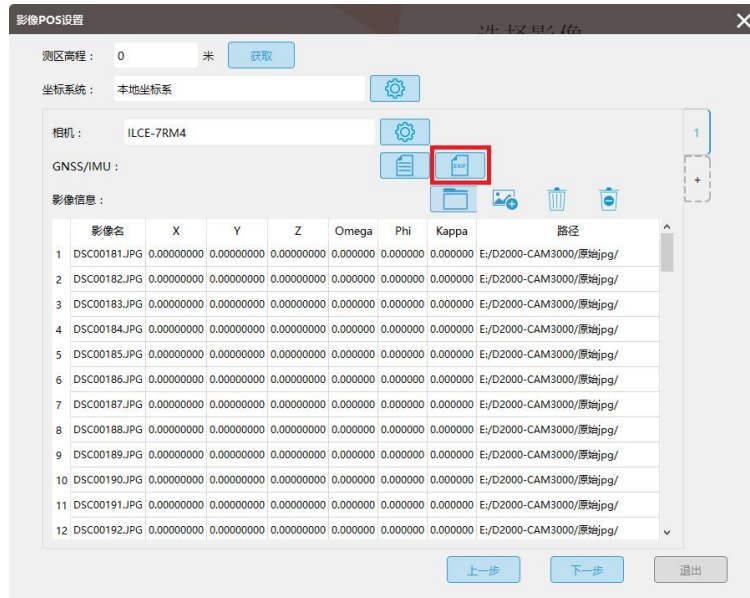 影像POS设置
选择影像
测区高程： 0 米 获取
坐标系统： 本地坐标系
相机： ILCE-7RM4
1
GNSS/IMU：
EXIF
+
影像信息：
影像名 X Y Z Omega Phi Kappa 路径
1 DSC00181.JPG 0.00000000 0.00000000 0.00000000 0.000000 0.000000 0.000000 E:/D2000-CAM3000/原始jpg/
2 DSC00182.JPG 0.00000000 0.00000000 0.00000000 0.000000 0.000000 0.000000 E:/D2000-CAM3000/原始jpg/
3 DSC00183.JPG 0.00000000 0.00000000 0.00000000 0.000000 0.000000 0.000000 E:/D2000-CAM3000/原始jpg/
4 DSC00184.JPG 0.00000000 0.00000000 0.00000000 0.000000 0.000000 0.000000 E:/D2000-CAM3000/原始jpg/
5 DSC00185.JPG 0.00000000 0.00000000 0.00000000 0.000000 0.000000 0.000000 E:/D2000-CAM3000/原始jpg/
6 DSC00186.JPG 0.00000000 0.00000000 0.00000000 0.000000 0.000000 0.000000 E:/D2000-CAM3000/原始jpg/
7 DSC00187.JPG 0.00000000 0.00000000 0.00000000 0.000000 0.000000 0.000000 E:/D2000-CAM3000/原始jpg/
8 DSC00188.JPG 0.00000000 0.00000000 0.00000000 0.000000 0.000000 0.000000 E:/D2000-CAM3000/原始jpg/
9 DSC00189.JPG 0.00000000 0.00000000 0.00000000 0.000000 0.000000 0.000000 E:/D2000-CAM3000/原始jpg/
10 DSC00190.JPG 0.00000000 0.00000000 0.00000000 0.000000 0.000000 0.000000 E:/D2000-CAM3000/原始jpg/
11 DSC00191.JPG 0.00000000 0.00000000 0.00000000 0.000000 0.000000 0.000000 E:/D2000-CAM3000/原始jpg/
12 DSC00192.JPG 0.00000000 0.00000000 0.00000000 0.000000 0.000000 0.000000 E:/D2000-CAM3000/原始jpg/
上一步 下一步 退出